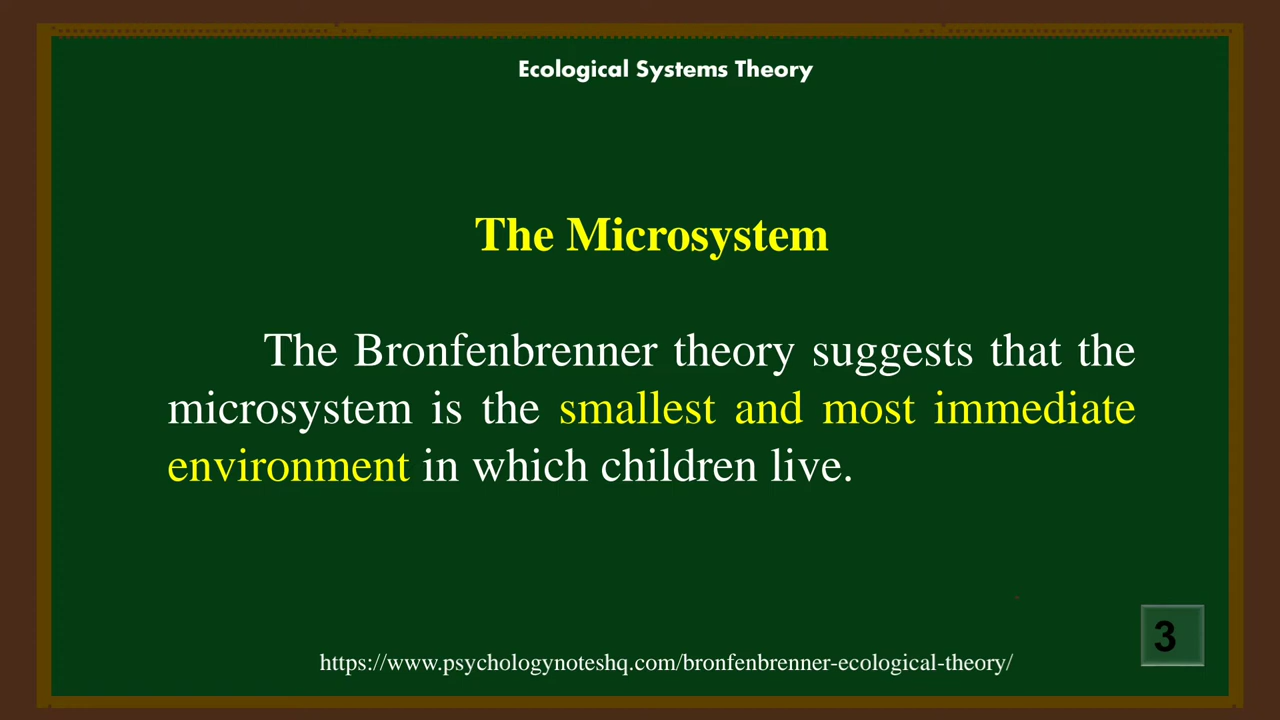 Ecological Systems Theory
The Microsystem
The Bronfenbrenner theory suggests that the
microsystem is the smallest and most immediate
environment in which children live.
3
https://www.psychologynoteshq.com/bronfenbrenner-ecological-theory/